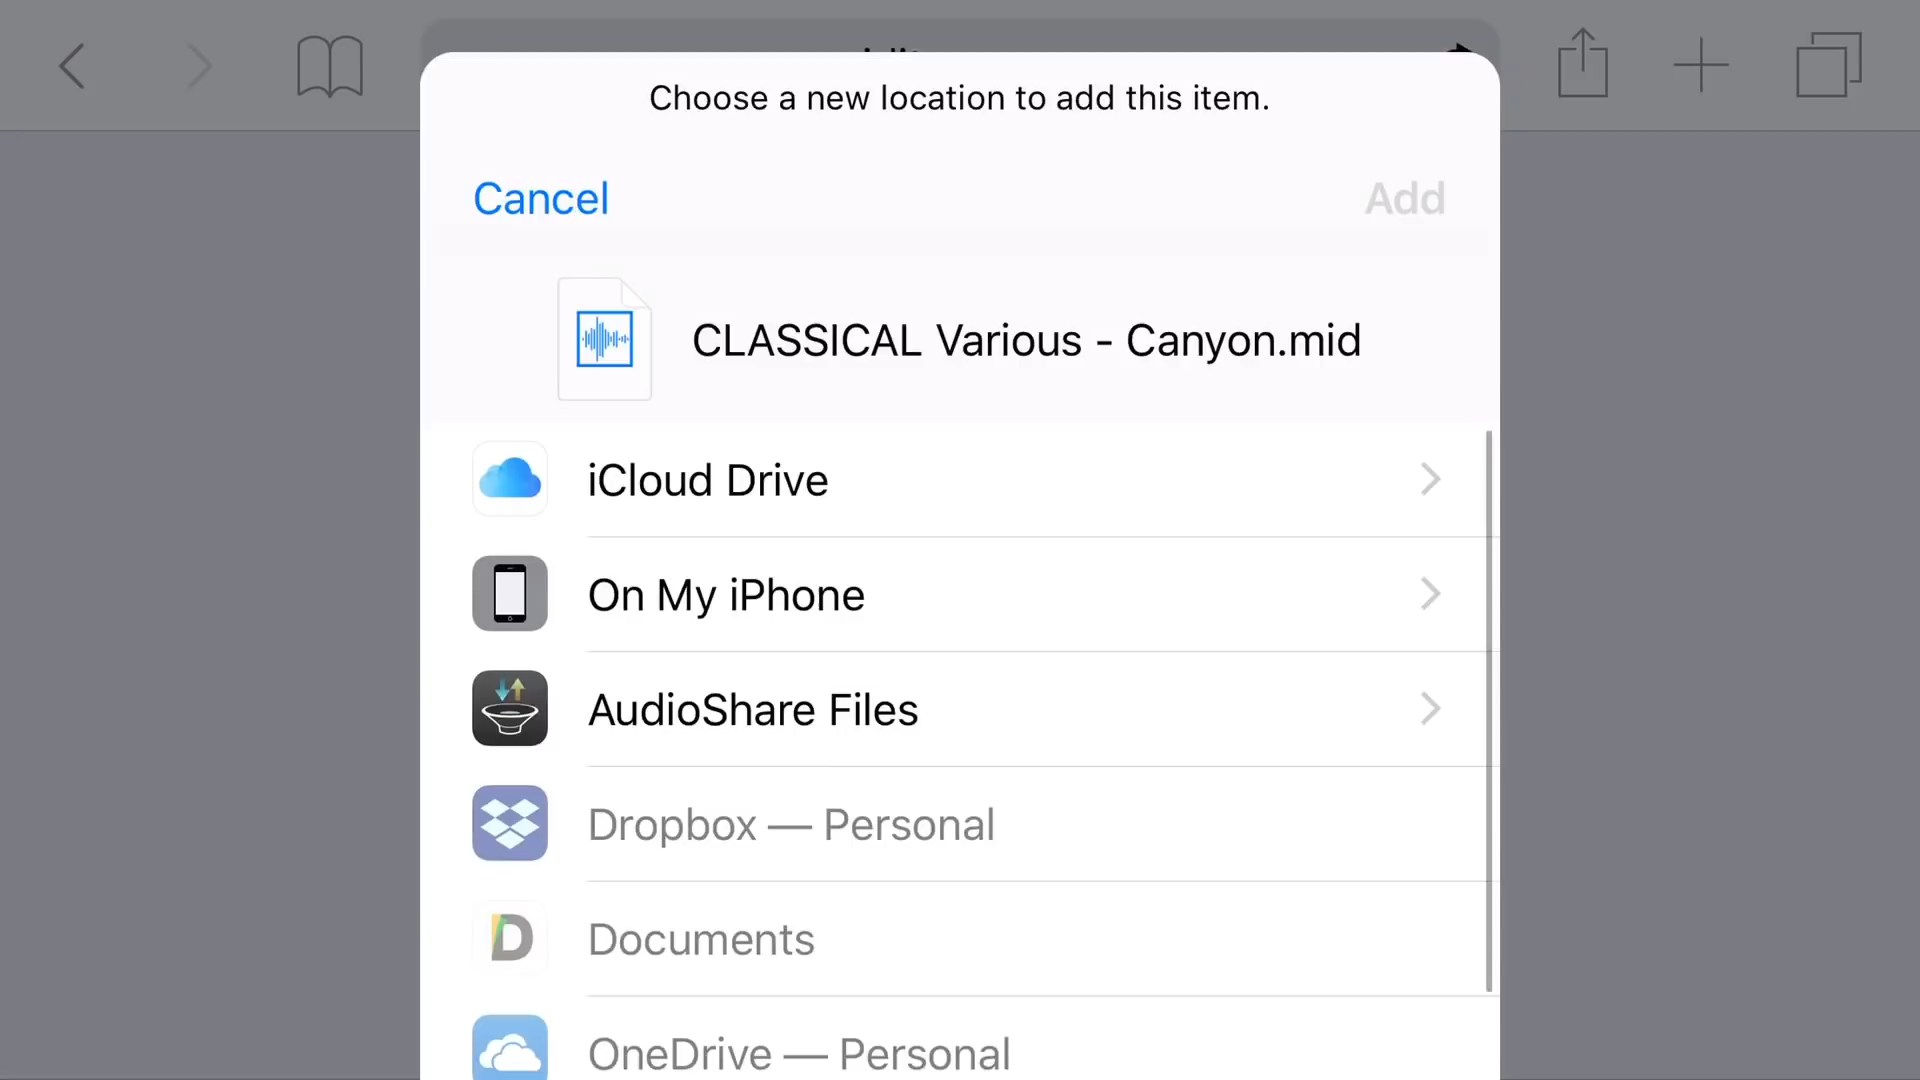 Choose a new location to add this item.
Cancel
Add
CLASSICAL Various - Canyon.mid
iCloud Drive
On My iPhone
AudioShare Files
Dropbox — Personal
Documents
OneDrive — Personal